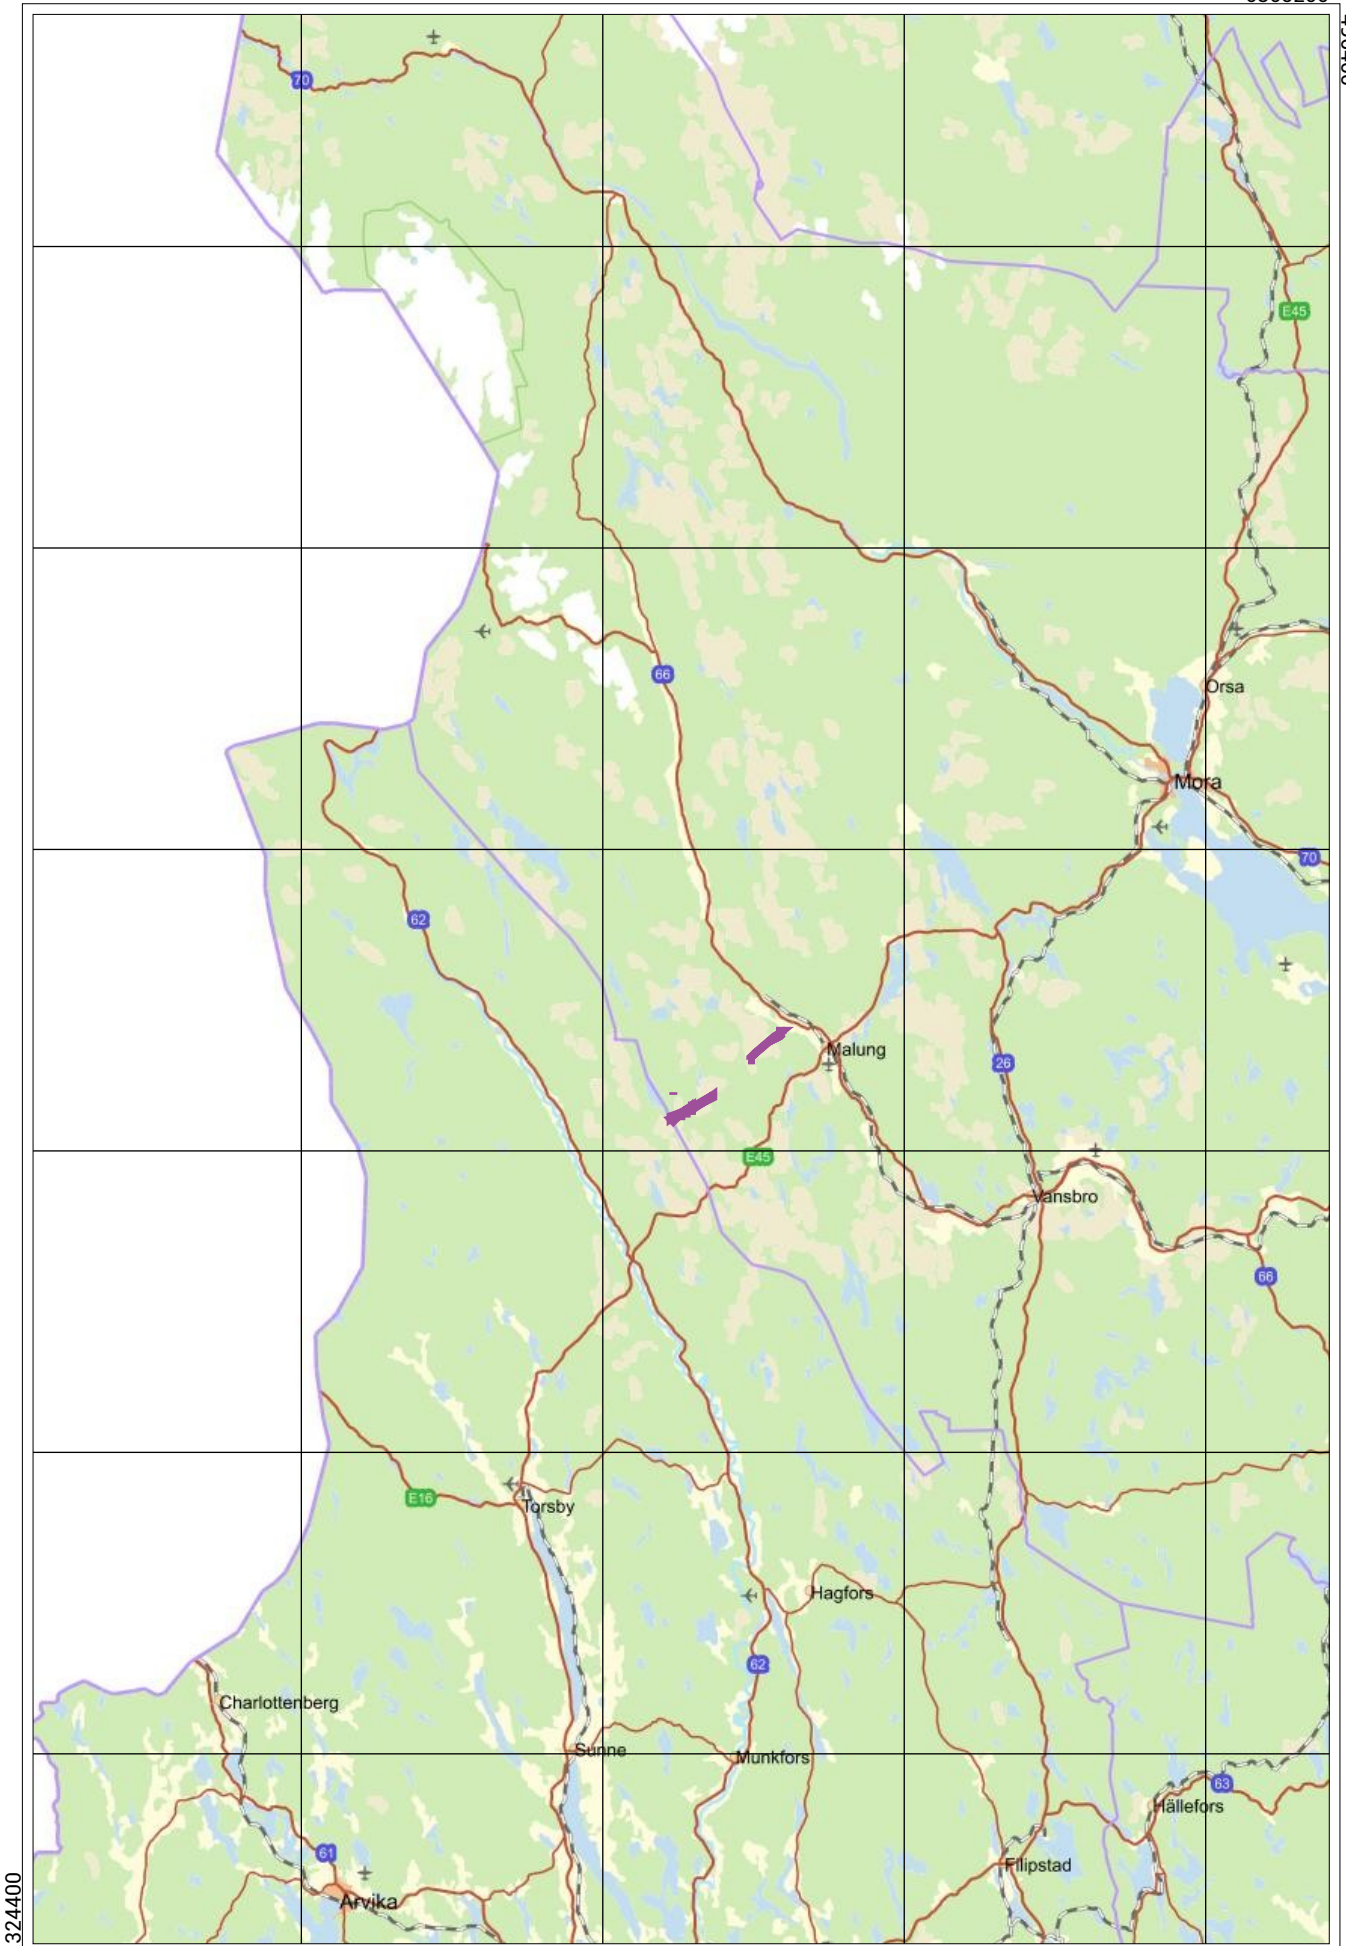 70
E45
66
Orsa
Mora
70
62
Malung
26
E45
Vansbro
66
E16
Torsby
Hagfors
62
Charlottenberg
Sunne
Munkfors
63
Hällefors
61
Filipstad
Arvika
324400